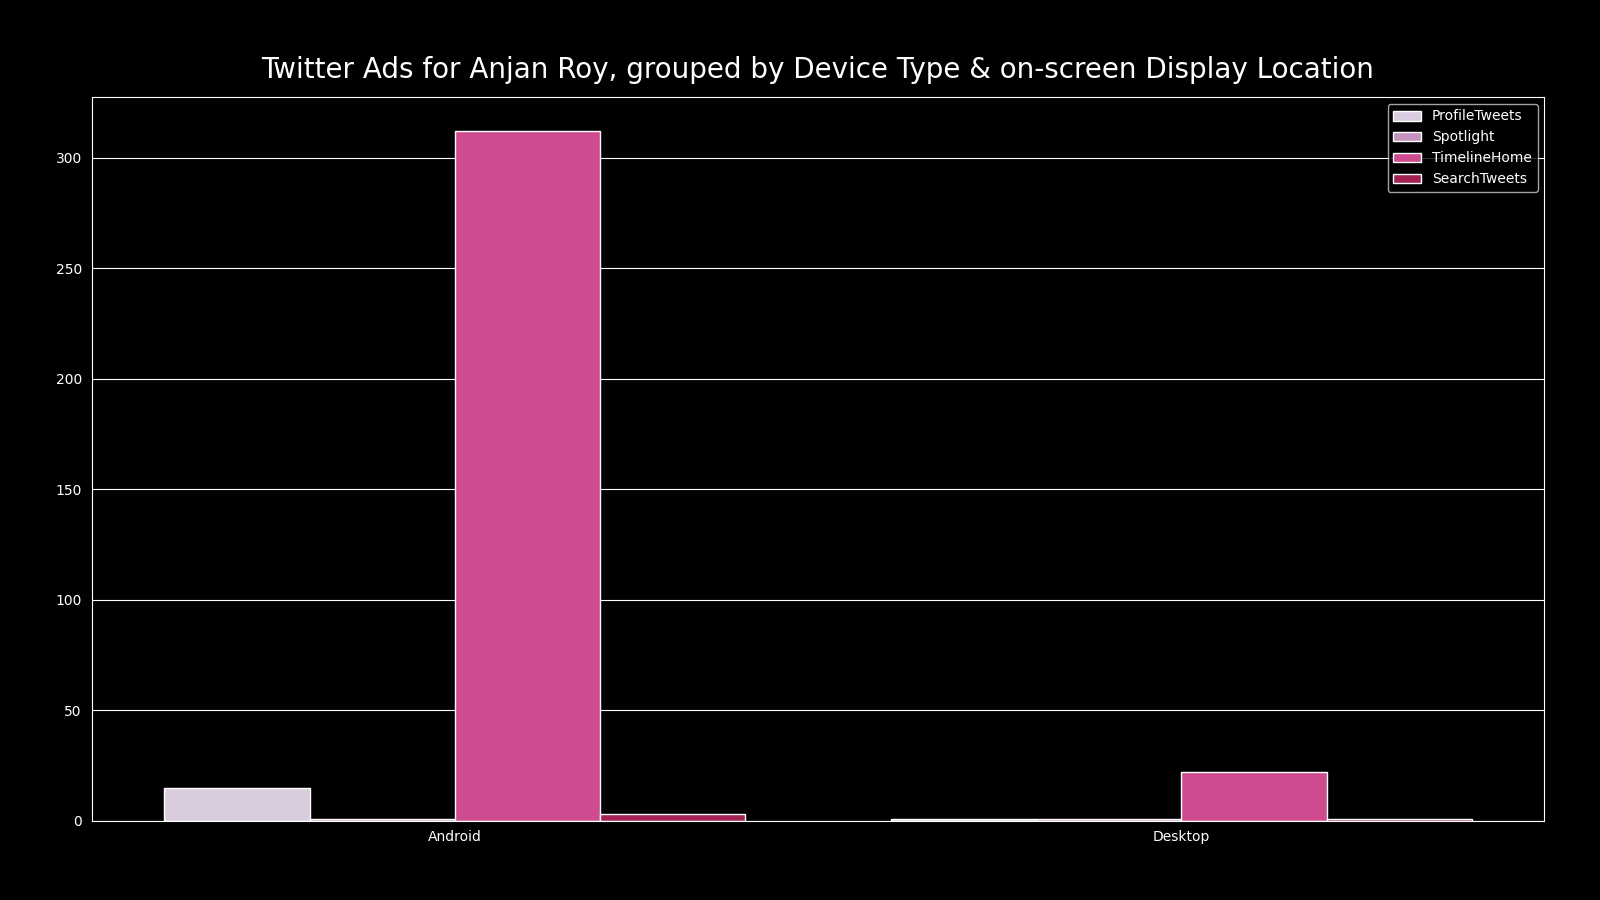 Twitter Ads for Anjan Roy, grouped by Device Type & on-screen Display Location
ProfileTweets
Spotlight
TimelineHome
SearchTweets
300
250
200
150
100
50
0
Android
Desktop